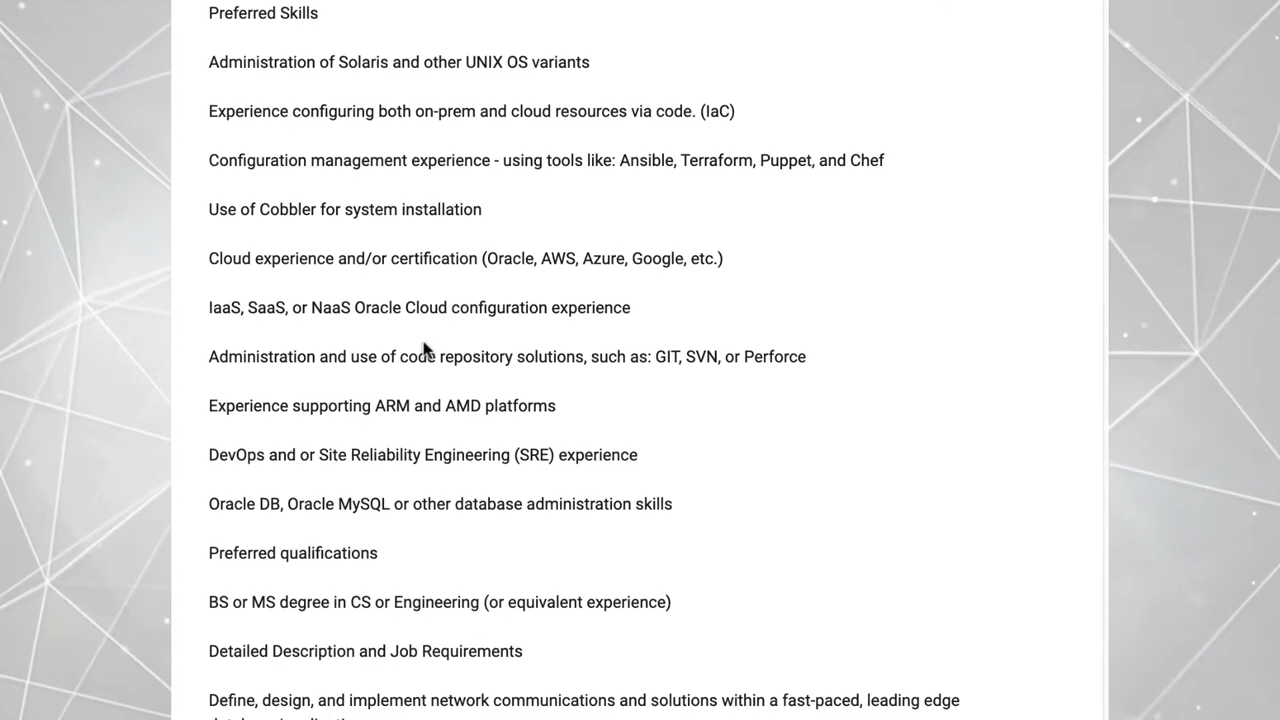 Preferred Skills
Administration of Solaris and other UNIX OS variants
Experience configuring both on-prem and cloud resources via code. (IaC)
Configuration management experience - using tools like: Ansible, Terraform, Puppet, and Chef
Use of Cobbler for system installation
Cloud experience and/or certification (Oracle, AWS, Azure, Google, etc.)
IaaS, SaaS, or NaaS Oracle Cloud configuration experience
Administration and use of code repository solutions, such as: GIT, SVN, or Perforce
Experience supporting ARM and AMD platforms
DevOps and or Site Reliability Engineering (SRE) experience
Oracle DB, Oracle MySQL or other database administration skills
Preferred qualifications
BS or MS degree in CS or Engineering (or equivalent experience)
Detailed Description and Job Requirements
Define, design, and implement network communications and solutions within a fast-paced, leading edge